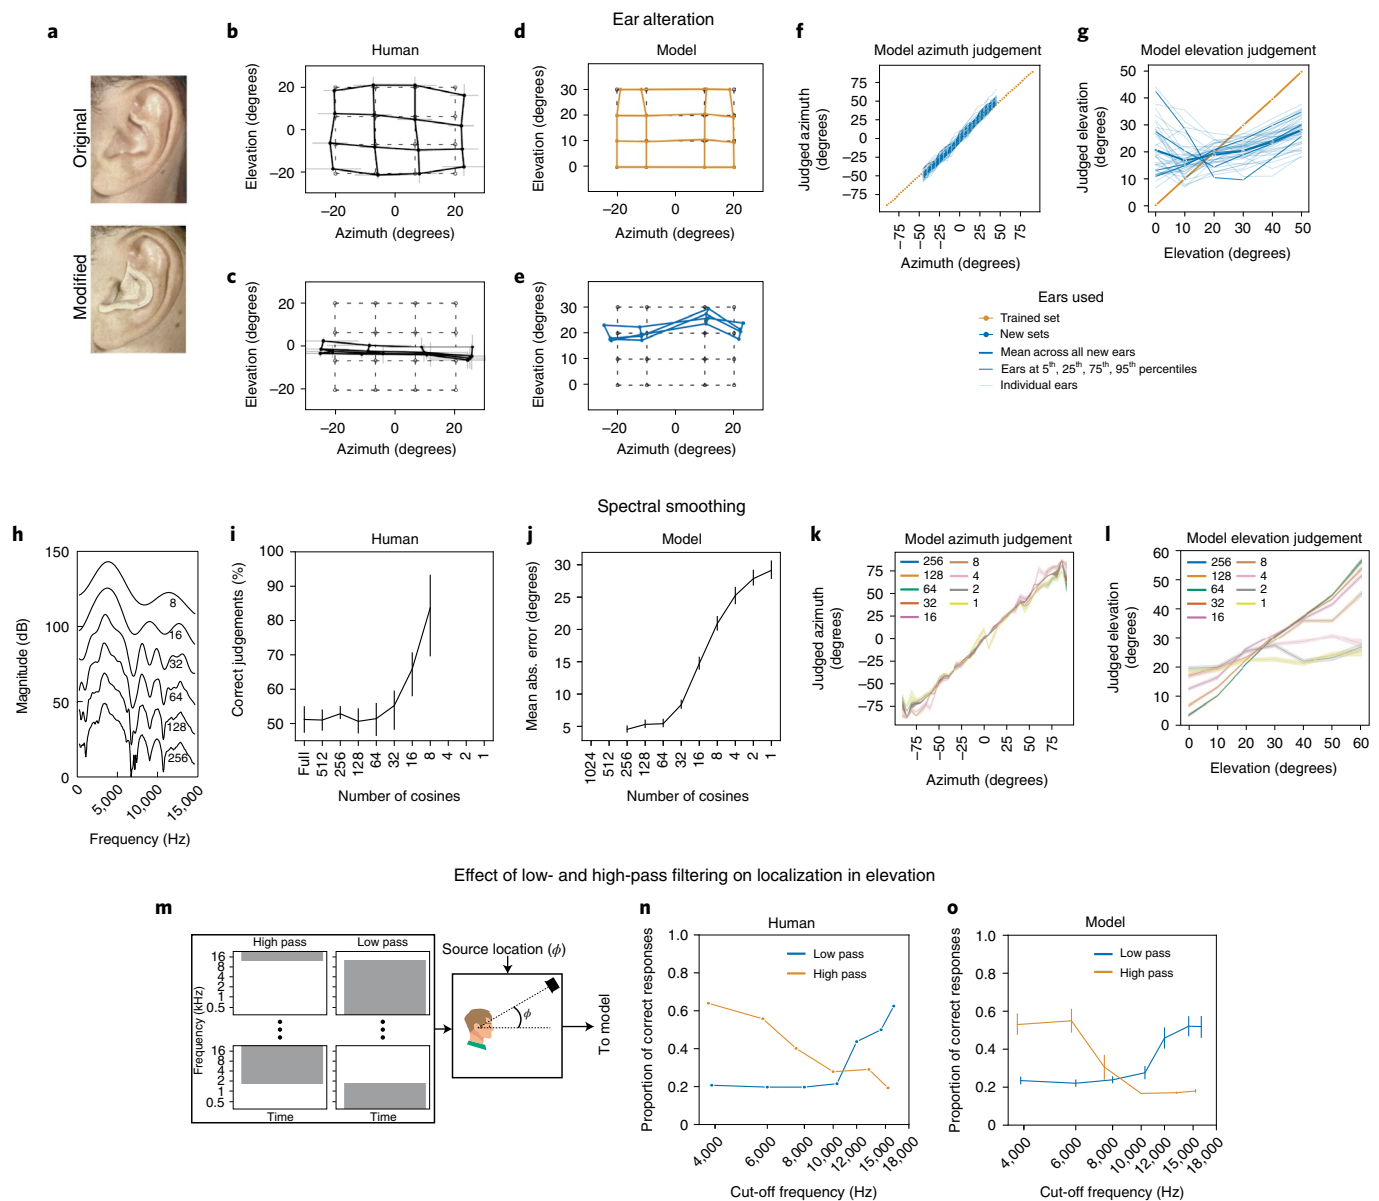 Ear alteration
a
Original
Modified
b
Human
Elevation (degrees)
20
0
−20
−20
0
20
Azimuth (degrees)
c
Elevation (degrees)
20
0
−20
−20
0
20
Azimuth (degrees)
d
Model
Elevation (degrees)
30
20
10
0
−20
0
20
Azimuth (degrees)
e
Elevation (degrees)
30
20
10
0
−20
0
20
Azimuth (degrees)
f
Model azimuth judgement
Judged azimuth
(degrees)
75
50
25
0
−25
−50
−75
−75
−50
−25
0
25
50
75
Azimuth (degrees)
g
Model elevation judgement
Judged elevation
(degrees)
50
40
30
20
10
0
0
10
20
30
40
50
Elevation (degrees)
Ears used
Trained set
New sets
Mean across all new ears
Ears at 5th, 25th, 75th, 95th percentiles
Individual ears
Spectral smoothing
h
Magnitude (dB)
150
100
50
0
8
16
32
64
128
256
0
5,000
10,000
15,000
Frequency (Hz)
i
Human
Correct judgements (%)
100
90
80
70
60
50
Full
512
256
128
64
32
16
8
4
2
1
Number of cosines
j
Model
Mean abs. error (degrees)
30
25
20
15
10
5
1024
512
256
128
64
32
16
8
4
2
1
Number of cosines
k
Model azimuth judgement
Judged azimuth
(degrees)
75
50
25
0
−25
−50
−75
256
128
64
32
16
8
4
2
1
−75
−50
−25
0
25
50
75
Azimuth (degrees)
l
Model elevation judgement
Judged elevation
(degrees)
60
50
40
30
20
10
0
256
128
64
32
16
8
4
2
1
0
10
20
30
40
50
60
Elevation (degrees)
Effect of low- and high-pass filtering on localization in elevation
m
High pass
Low pass
Frequency (kHz)
16
8
4
2
1
0.5
16
8
4
2
1
0.5
Time
Time
Source location (ϕ)
ϕ
To model
n
Human
Proportion of correct responses
1.0
0.8
0.6
0.4
0.2
0
Low pass
High pass
4,000
6,000
8,000
10,000
12,000
15,000
18,000
Cut-off frequency (Hz)
o
Model
Proportion of correct responses
1.0
0.8
0.6
0.4
0.2
0
Low pass
High pass
4,000
6,000
8,000
10,000
12,000
15,000
18,000
Cut-off frequency (Hz)